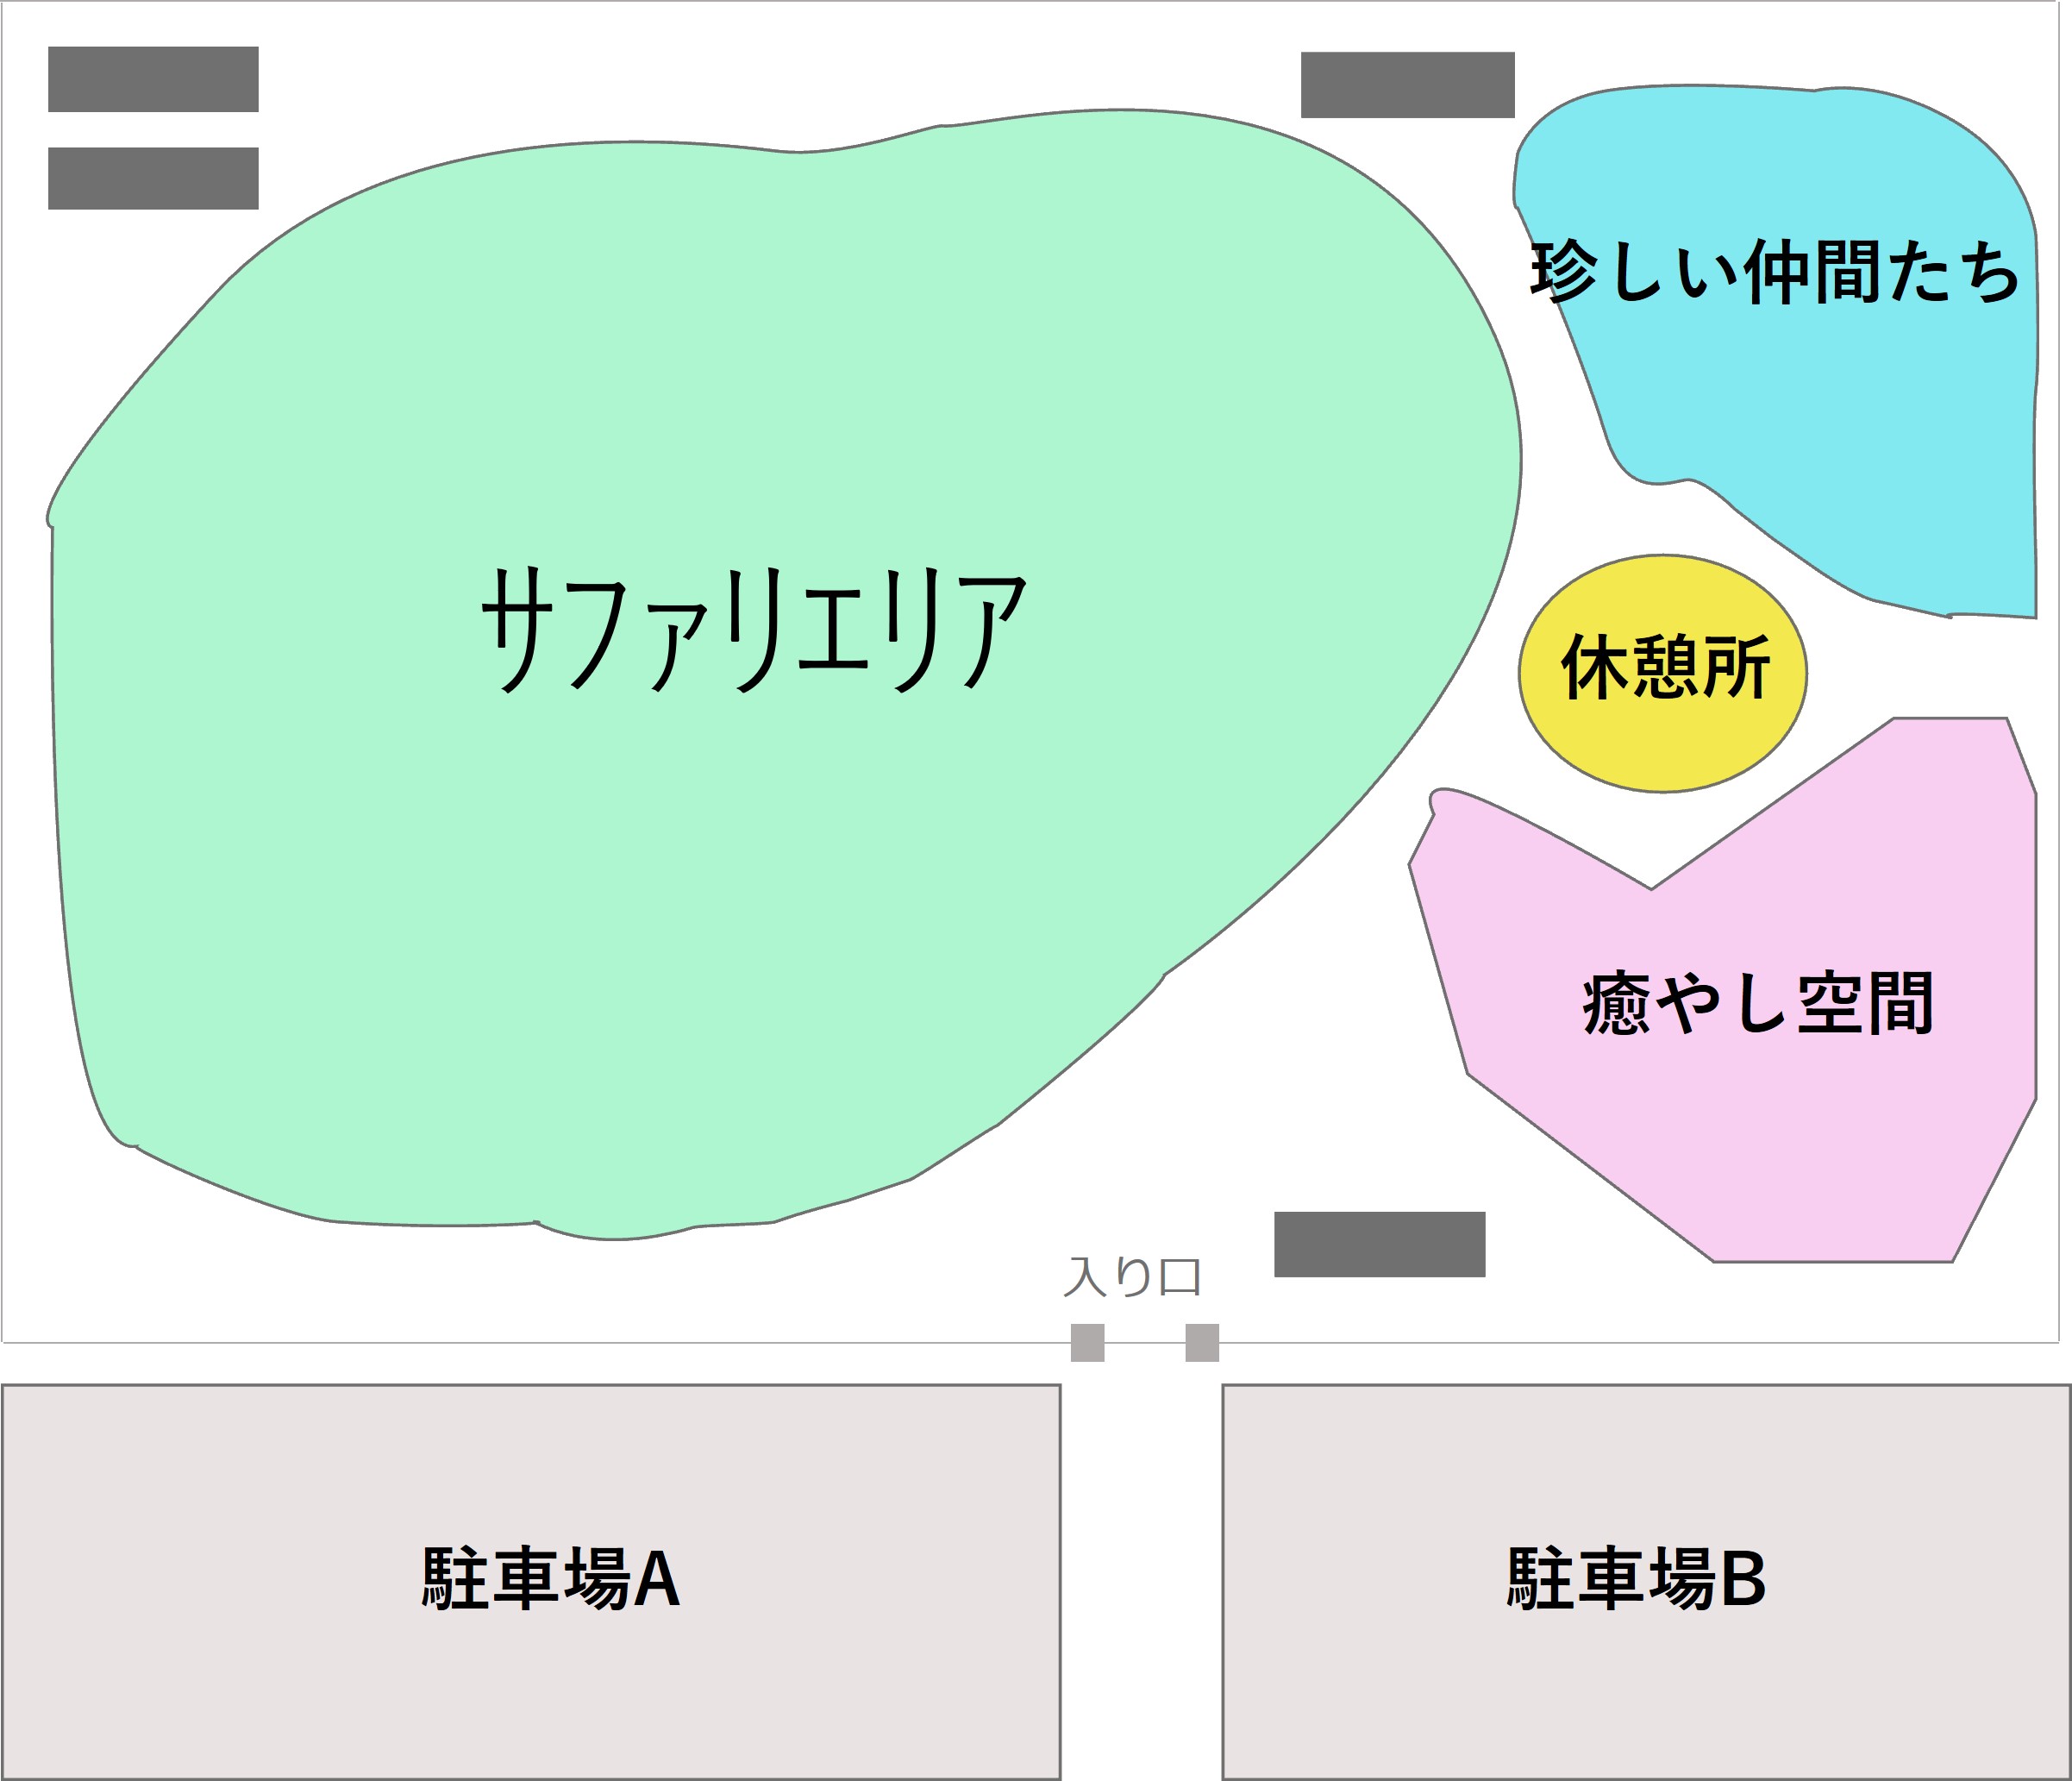 珍しい仲間たち
サファリエリア
休憩所
癒やし空間
入り口
駐車場A
駐車場B